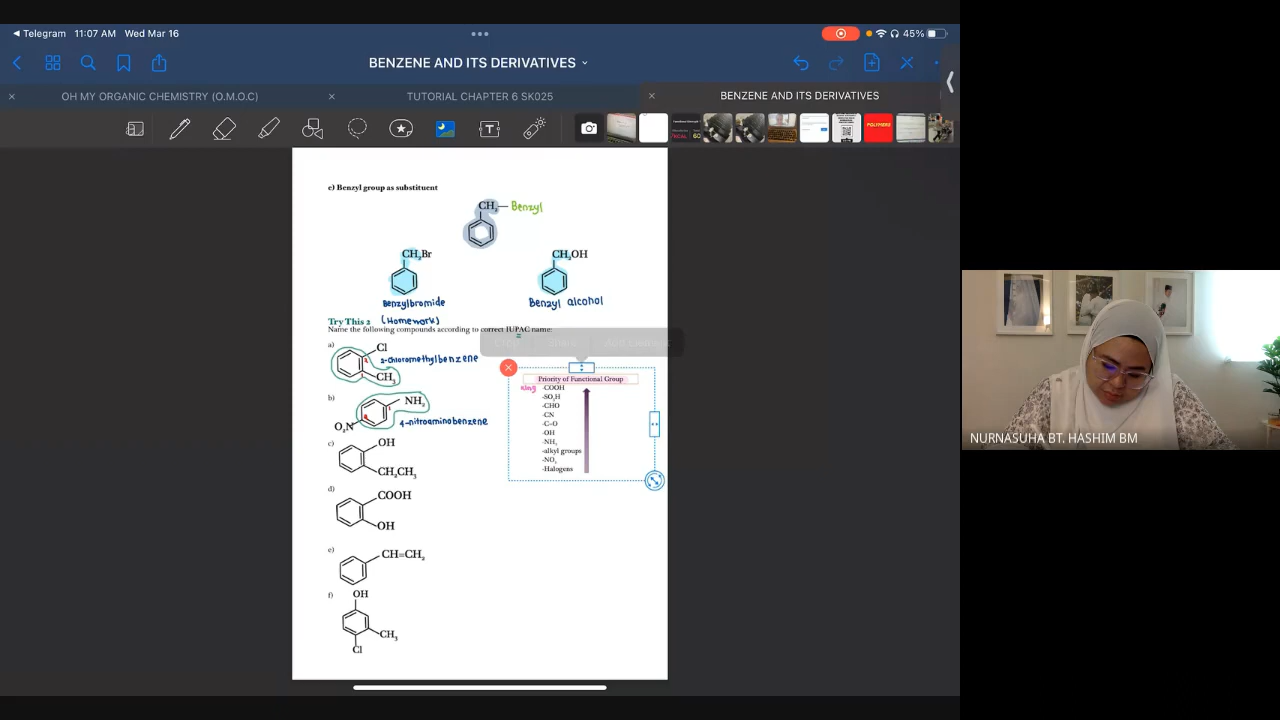 Telegram 11:07 AM Wed Mar 16
45%
BENZENE AND ITS DERIVATIVES
OH MY ORGANIC CHEMISTRY (O.M.O.C)
TUTORIAL CHAPTER 6 SK025
BENZENE AND ITS DERIVATIVES
POLYMERS
c) Benzyl group as substituent
CH₂ — Benzyl
CH₂Br
CH₂OH
Benzylbromide
Benzyl alcohol
Try This 2 (Homework)
Name the following compounds according to correct IUPAC name:
a)
Cl
2
2-chloromethylbenzene
CH₃
b)
NH₂
1
O₂N
4-nitroaminobenzene
c)
OH
CH₂CH₃
d)
COOH
OH
e)
CH=CH₂
f)
OH
CH₃
Cl
Priority of Functional Group
King -COOH
-SO₃H
-CHO
-CN
-C=O
-OH
-NH₂
-alkyl groups
-NO₂
-Halogens
NURNASUHA BT. HASHIM BM